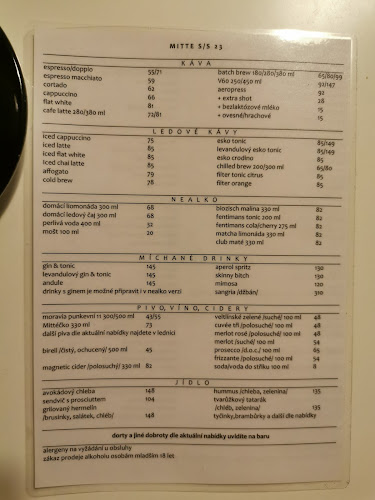 MITTE S/S 23
KÁVA
espresso/doppio 55/71
espresso macchiato 59
cortado 62
cappuccino 66
flat white 81
cafe latte 280/380 ml 72/81
batch brew 180/280/380 ml 65/80/99
V60 250/450 ml 92/147
aeropress 92
+ extra shot 28
+ bezlaktózové mléko 15
+ ovesné/hrachové 15
LEDOVÉ KÁVY
iced cappuccino 75
iced latte 85
iced flat white 85
iced chai latte 85
affogato 79
cold brew 78
esko tonic 85/149
levandulový esko tonic 85/149
esko crodino 85
chilled brew 200/300 ml 65/80
filter tonic citrus 85
filter orange 85
NEALKO
domácí limonáda 300 ml 68
domácí ledový čaj 300 ml 68
perlivá voda 400 ml 32
mošt 100 ml 20
biozisch malina 330 ml 82
fentimans tonic 200 ml 82
fentimans cola/cherry 275 ml 82
matcha limonáda 330 ml 82
club maté 330 ml 82
MÍCHANÉ DRINKY
gin & tonic 145
levandulový gin & tonic 145
andule 145
drinky s ginem je možné připravit i v nealko verzi
aperol spritz 130
skinny bitch 130
mimosa 120
sangria /džbán/ 310
PIVO, VÍNO, CIDERY
moravia punkevní 11 300/500 ml 43/55
Mittéčko 330 ml 73
další piva dle aktuální nabídky najdete v lednici
birell /čistý, ochucený/ 500 ml 45
magnetic cider /polosuché/ 330 ml 82
veltlínské zelené /suché/ 100 ml 48
cuvée tří /polosuché/ 100 ml 48
merlot rosé /polosuché/ 100 ml 48
merlot /suché/ 100 ml 54
prosecco /d.o.c./ 100 ml 65
frizzante /polosuché/ 100 ml 54
soda/voda do střiku 100 ml 8
JÍDLO
avokádový chleba 148
sendvič s prosciuttem 104
grilovaný hermelín
/brusinky, salátek, chléb/ 148
hummus /chleba, zelenina/ 135
tvarůžkový tatarák
/chléb, zelenina/ 135
tyčinky, brambůrky a další dle nabídky
dorty a jiné dobroty dle aktuální nabídky uvidíte na baru
alergeny na vyžádání u obsluhy
zákaz prodeje alkoholu osobám mladším 18 let